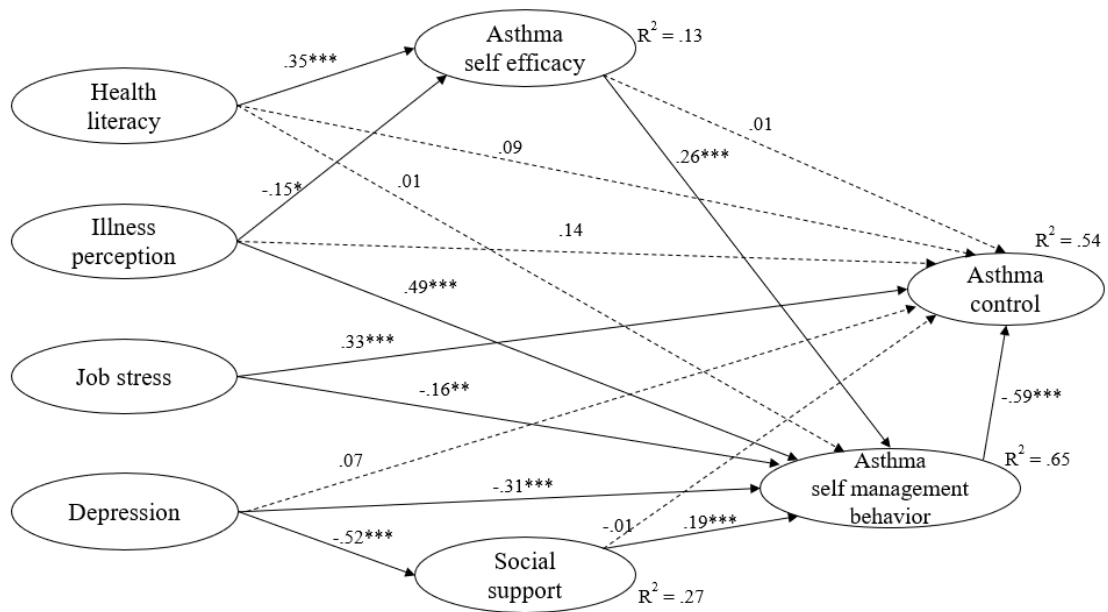 Asthma
self efficacy
R² = .13
.35***
Health
literacy
.01
.09
.26***
.01
-.15*
Illness
perception
.14
R² = .54
Asthma
control
.49***
.33***
Job stress
-.16**
-.59***
.07
Asthma
self management
behavior
R² = .65
-.31***
Depression
-.01
.19***
-.52***
Social
support
R² = .27